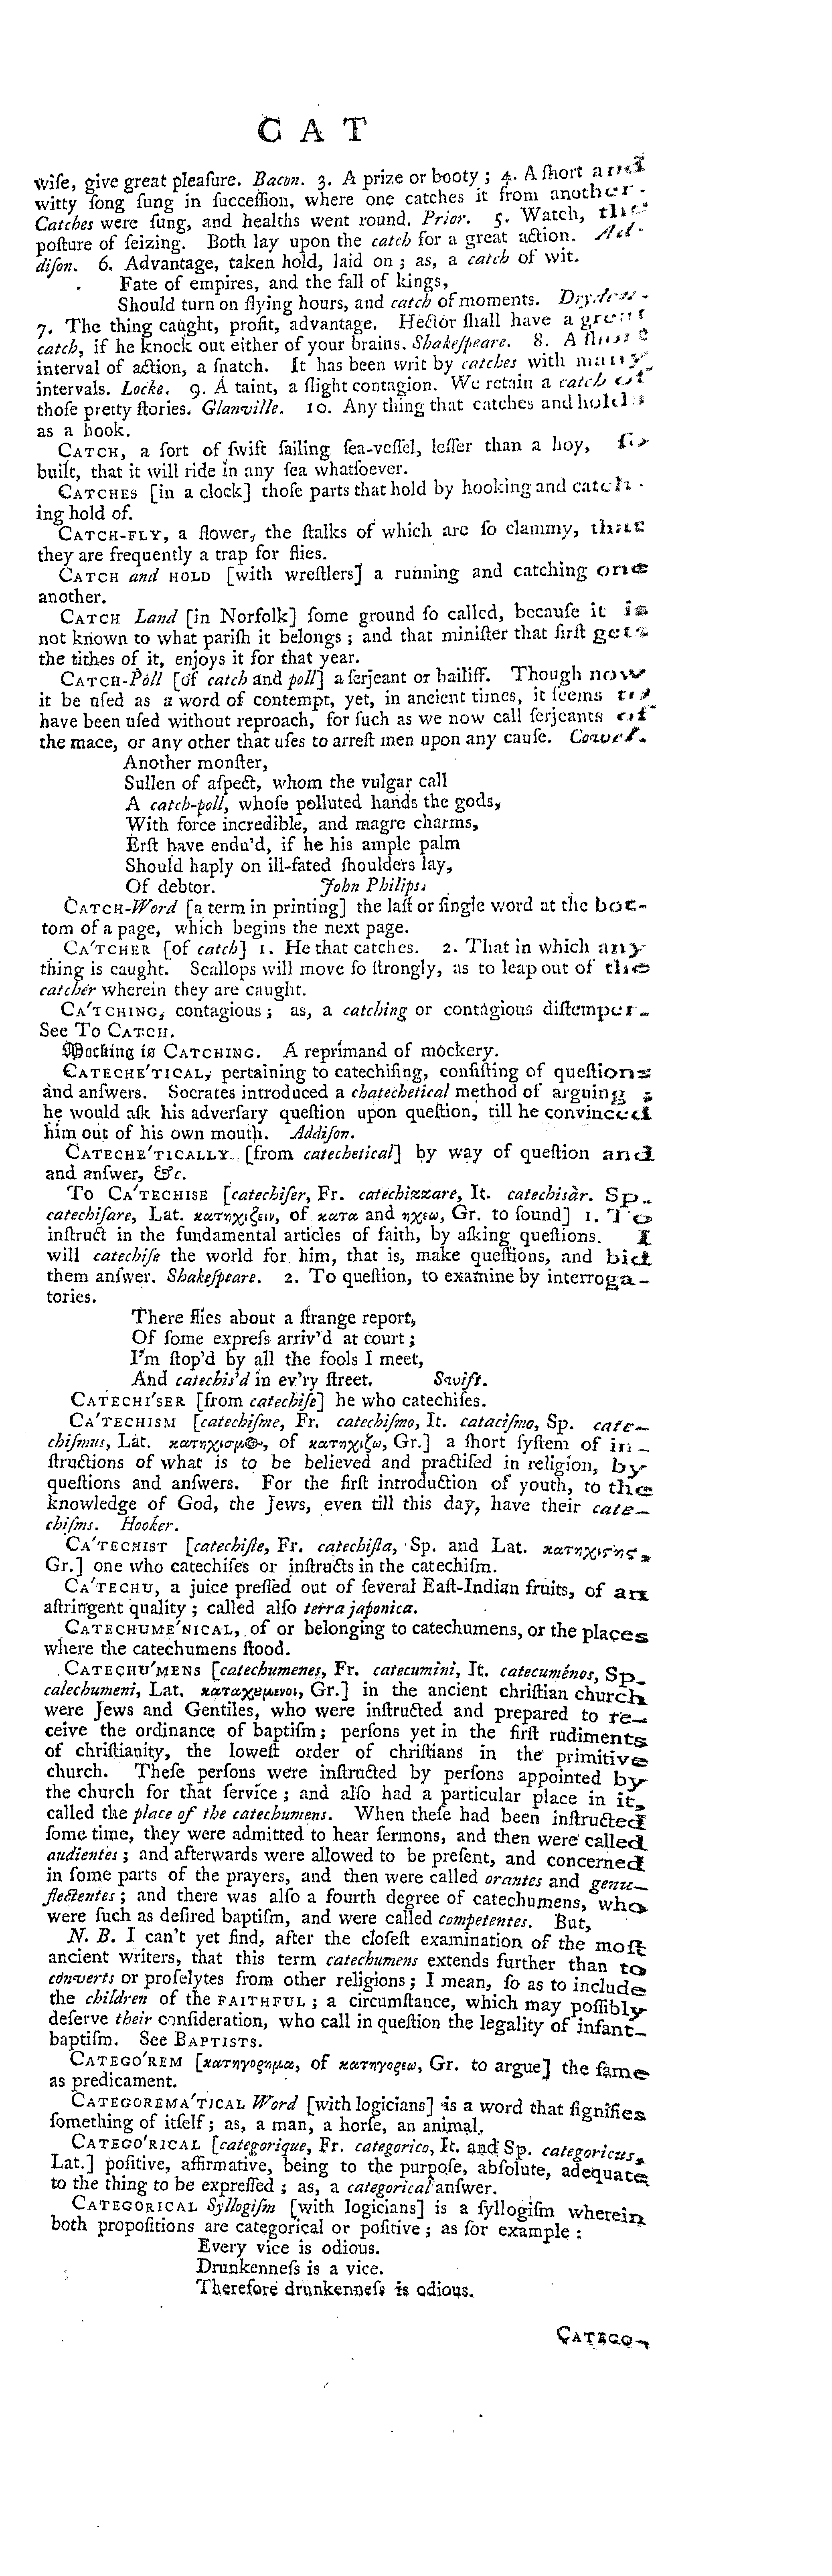 C A T
wiſe, give great pleaſure. Bacon. 3. A prize or booty; 4. A ſhort and
witty ſong ſung in ſucceſſion, where one catches it from another.
Catches were ſung, and healths went round. Prior. 5. Watch, the
poſture of ſeizing. Both lay upon the catch for a great action. Ad-
diſon. 6. Advantage, taken hold, laid on; as, a catch of wit.
Fate of empires, and the fall of kings,
Should turn on flying hours, and catch of moments. Dryden.
7. The thing caught, profit, advantage. Hector ſhall have a great
catch, if he knock out either of your brains. Shakeſpeare. 8. A ſhort
interval of action, a ſnatch. It has been writ by catches with many
intervals. Locke. 9. A taint, a ſlight contagion. We retain a catch of
thoſe pretty ſtories. Glanville. 10. Any thing that catches and holds
as a hook.
CATCH, a ſort of ſwift ſailing ſea-veſſel, leſſer than a hoy, ſo
built, that it will ride in any ſea whatſoever.
CATCHES [in a clock] thoſe parts that hold by hooking and catch-
ing hold of.
CATCH-FLY, a flower, the ſtalks of which are ſo clammy, that
they are frequently a trap for flies.
CATCH and HOLD [with wreſtlers] a running and catching one
another.
CATCH Land [in Norfolk] ſome ground ſo called, becauſe it is
not known to what pariſh it belongs; and that miniſter that firſt gets
the tithes of it, enjoys it for that year.
CATCH-Poll [of catch and poll] a ſerjeant or bailiff. Though now
it be uſed as a word of contempt, yet, in ancient times, it ſeems to
have been uſed without reproach, for ſuch as we now call ſerjeants of
the mace, or any other that uſes to arreſt men upon any cauſe. Cowel.
Another monſter,
Sullen of aſpect, whom the vulgar call
A catch-poll, whoſe polluted hands the gods,
With force incredible, and magre charms,
Erſt have endu'd, if he his ample palm
Should haply on ill-fated ſhoulders lay,
Of debtor. John Philips.
CATCH-Word [a term in printing] the laſt or ſingle word at the bot-
tom of a page, which begins the next page.
CA'TCHER [of catch] 1. He that catches. 2. That in which any
thing is caught. Scallops will move ſo ſtrongly, as to leap out of the
catcher wherein they are caught.
CA'TCHING, contagious; as, a catching or contagious diſtemper.
See To CATCH.
Mocking is CATCHING. A reprimand of mockery.
CATECHE'TICAL, pertaining to catechiſing, conſiſting of queſtions
and anſwers. Socrates introduced a chatechetical method of arguing;
he would aſk his adverſary queſtion upon queſtion, till he convinced
him out of his own mouth. Addiſon.
CATECHE'TICALLY [from catechetical] by way of queſtion and
and anſwer, &c.
To CA'TECHISE [catechiſer, Fr. catechizzare, It. catechisàr. Sp.
catechiſare, Lat. κατηχιζειν, of κατα and ηχεω, Gr. to ſound] 1. To
inſtruct in the fundamental articles of faith, by aſking queſtions. I
will catechiſe the world for him, that is, make queſtions, and bid
them anſwer. Shakeſpeare. 2. To queſtion, to examine by interroga-
tories.
There flies about a ſtrange report,
Of ſome expreſs arriv'd at court;
I'm ſtop'd by all the fools I meet,
And catechis'd in ev'ry ſtreet. Swift.
CATECHI'SER [from catechiſe] he who catechiſes.
CA'TECHISM [catechiſme, Fr. catechiſmo, It. cataciſmo, Sp. cate-
chiſmus, Lat. κατηχισμος, of κατηχιζω, Gr.] a ſhort ſyſtem of in-
ſtructions of what is to be believed and practiſed in religion, by
queſtions and anſwers. For the firſt introduction of youth, to the
knowledge of God, the Jews, even till this day, have their cate-
chiſms. Hooker.
CA'TECHIST [catechiſte, Fr. catechiſta, Sp. and Lat. κατηχιςης,
Gr.] one who catechiſes or inſtructs in the catechiſm.
CA'TECHU, a juice preſſed out of ſeveral Eaſt-Indian fruits, of an
aſtringent quality; called alſo terra japonica.
CATECHUME'NICAL, of or belonging to catechumens, or the places
where the catechumens ſtood.
CATECHU'MENS [catechumenes, Fr. catecumini, It. catecuménos, Sp.
calechumeni, Lat. καταχυμενοι, Gr.] in the ancient chriſtian church
were Jews and Gentiles, who were inſtructed and prepared to re-
ceive the ordinance of baptiſm; perſons yet in the firſt rudiments
of chriſtianity, the loweſt order of chriſtians in the primitive
church. Theſe perſons were inſtructed by perſons appointed by
the church for that ſervice; and alſo had a particular place in it,
called the place of the catechumens. When theſe had been inſtructed
ſome time, they were admitted to hear ſermons, and then were called
audientes; and afterwards were allowed to be preſent, and concerned
in ſome parts of the prayers, and then were called orantes and genu-
flectentes; and there was alſo a fourth degree of catechumens, who
were ſuch as deſired baptiſm, and were called competentes. But,
N. B. I can't yet find, after the cloſeſt examination of the moſt
ancient writers, that this term catechumens extends further than to
converts or proſelytes from other religions; I mean, ſo as to include
the children of the FAITHFUL; a circumſtance, which may poſſibly
deſerve their conſideration, who call in queſtion the legality of infant-
baptiſm. See BAPTISTS.
CATEGO'REM [κατηγορημα, of κατηγορεω, Gr. to argue] the ſame
as predicament.
CATEGOREMA'TICAL Word [with logicians] is a word that ſignifies
ſomething of itſelf; as, a man, a horſe, an animal.
CATEGO'RICAL [categorique, Fr. categorico, It. and Sp. categoricus,
Lat.] poſitive, affirmative, being to the purpoſe, abſolute, adequate
to the thing to be expreſſed; as, a categorical anſwer.
CATEGORICAL Syllogiſm [with logicians] is a ſyllogiſm wherein
both propoſitions are categorical or poſitive; as for example:
Every vice is odious.
Drunkenneſs is a vice.
Therefore drunkenneſs is odious.
CATEGO-